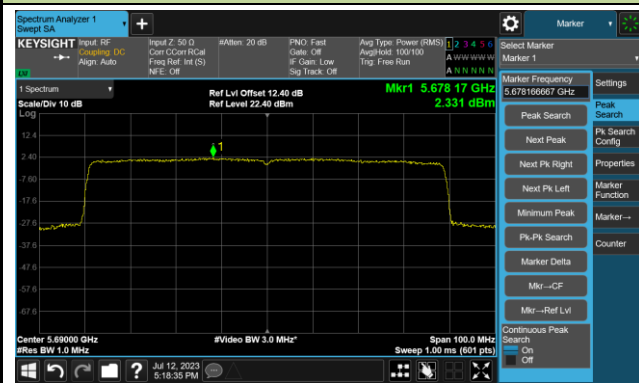 Spectrum Analyzer 1
Swept SA
Marker
KEYSIGHT
Input: RF
Coupling: DC
Align: Auto
Input Z: 50 Ω
Corr CCorr RCal
Freq Ref: Int (S)
NFE: Off
#Atten: 20 dB
PNO: Fast
Gate: Off
IF Gain: Low
Sig Track: Off
Avg Type: Power (RMS)
Avg|Hold: 100/100
Trig: Free Run
1 2 3 4 5 6
A W W W W W
A N N N N N
LXI
Select Marker
Marker 1
1 Spectrum
Scale/Div 10 dB
Log
Ref Lvl Offset 12.40 dB
Ref Level 22.40 dBm
Mkr1 5.678 17 GHz
2.331 dBm
Marker Frequency
5.678166667 GHz
Settings
Peak Search
Peak
Search
Next Peak
Pk Search
Config
Next Pk Right
Properties
Next Pk Left
Marker
Function
Minimum Peak
Marker→
Pk-Pk Search
Counter
Marker Delta
Mkr→CF
Mkr→Ref Lvl
Continuous Peak
Search
On
Off
12.4
2.40
-7.60
-17.6
-27.6
-37.6
-47.6
-57.6
-67.6
1
Center 5.69000 GHz
#Res BW 1.0 MHz
#Video BW 3.0 MHz*
Span 100.0 MHz
Sweep 1.00 ms (601 pts)
?
Jul 12, 2023
5:18:35 PM